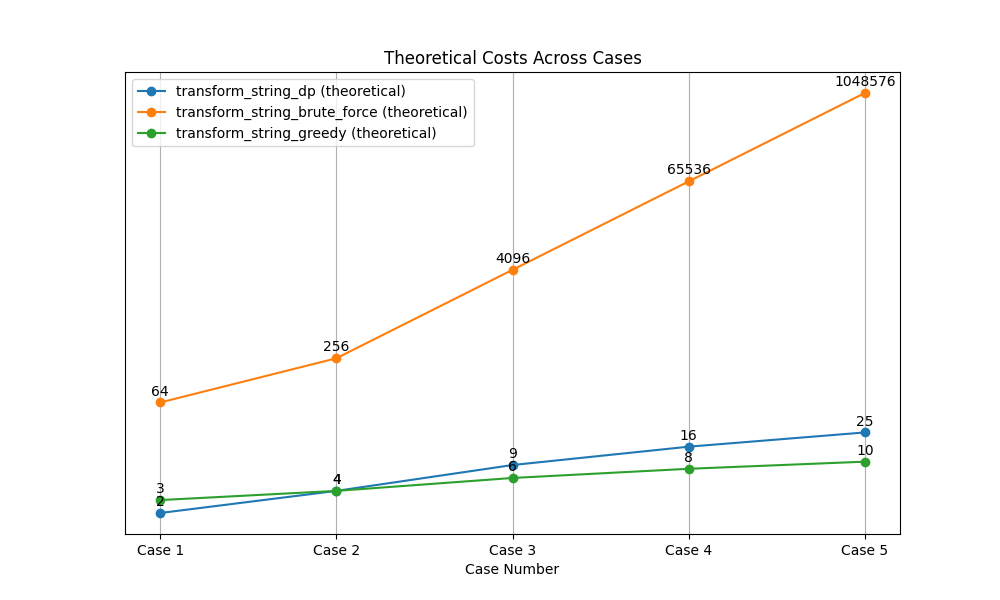 Theoretical Costs Across Cases
transform_string_dp (theoretical)
transform_string_brute_force (theoretical)
transform_string_greedy (theoretical)
1048576
65536
4096
256
64
25
16
9
10
8
6
4
4
3
2
Case 1
Case 2
Case 3
Case 4
Case 5
Case Number